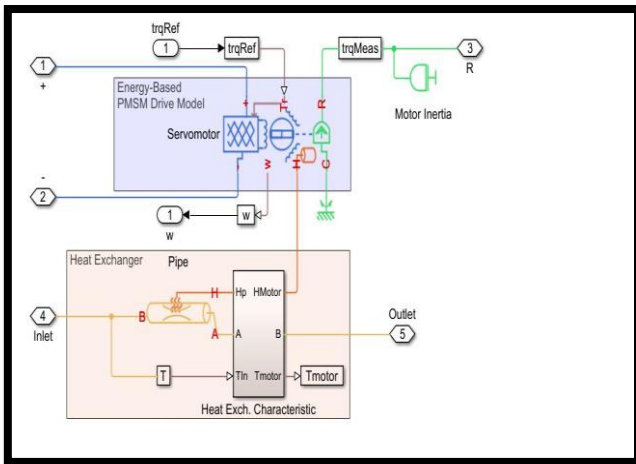 trqRef
1
trqRef
trqMeas
3
R
1
+
Energy-Based
PMSM Drive Model
+
Tr
R
Motor Inertia
Servomotor
-
-
2
w
H
C
1
w
w
Heat Exchanger
Pipe
H
Hp
HMotor
4
Inlet
B
A
A
B
Outlet
5
T
TIn
Tmotor
Tmotor
Heat Exch. Characteristic